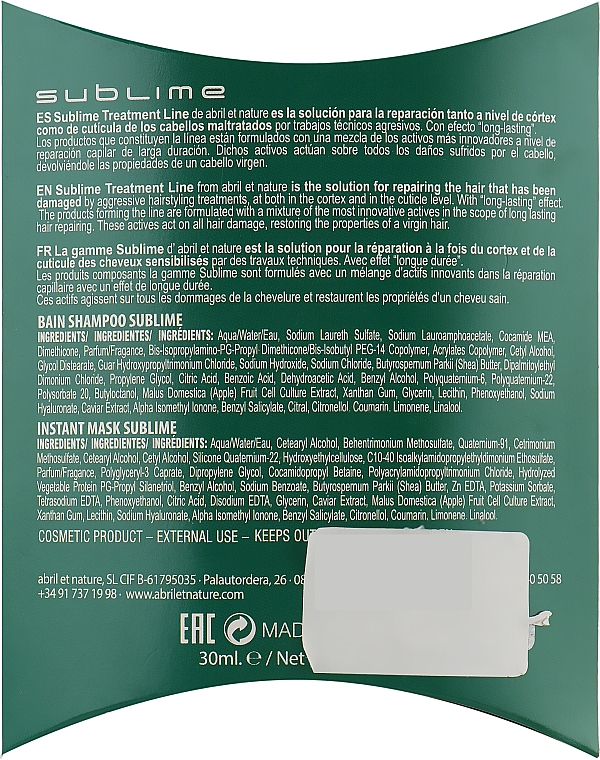 sublime
ES Sublime Treatment Line de abril et nature es la solución para la reparación tanto a nivel de córtex
como de cutícula de los cabellos maltratados por trabajos técnicos agresivos. Con efecto "long-lasting".
Los productos que constituyen la línea están formulados con una mezcla de los activos más innovadores a nivel de
reparación capilar de larga duración. Dichos activos actúan sobre todos los daños sufridos por el cabello,
devolviéndole las propiedades de un cabello virgen.
EN Sublime Treatment Line from abril et nature is the solution for repairing the hair that has been
damaged by aggressive hairstyling treatments, at both in the cortex and in the cuticle level. With "long-lasting" effect.
The products forming the line are formulated with a mixture of the most innovative actives in the scope of long lasting
hair repairing. These actives act on all hair damage, restoring the properties of a virgin hair.
FR La gamme Sublime d' abril et nature est la solution pour la réparation à la fois du cortex et de la
cuticule des cheveux sensibilisés par des travaux techniques. Avec effet "longue durée".
Les produits composants la gamme Sublime sont formulés avec un mélange d'actifs innovants dans la réparation
capillaire avec un effet de longue durée.
Ces actifs agissent sur tous les dommages de la chevelure et restaurent les propriétés d'un cheveu sain.
BAIN SHAMPOO SUBLIME
INGREDIENTS/ INGREDIENTES/ INGRÉDIENTS: Aqua/Water/Eau, Sodium Laureth Sulfate, Sodium Lauroamphoacetate, Cocamide MEA,
Dimethicone, Parfum/Fragance, Bis-Isopropylamino-PG-Propyl Dimethicone/Bis-Isobutyl PEG-14 Copolymer, Acrylates Copolymer, Cetyl Alcohol,
Glycol Distearate, Guar Hydroxypropyltrimonium Chloride, Sodium Hydroxide, Sodium Chloride, Butyrospermum Parkii (Shea) Butter, Dipalmitoylethyl
Dimonium Chloride, Propylene Glycol, Citric Acid, Benzoic Acid, Dehydroacetic Acid, Benzyl Alcohol, Polyquaternium-6, Polyquaternium-22,
Polysorbate 20, Butyloctanol, Malus Domestica (Apple) Fruit Cell Culture Extract, Xanthan Gum, Glycerin, Lecithin, Phenoxyethanol, Sodium
Hyaluronate, Caviar Extract, Alpha Isomethyl Ionone, Benzyl Salicylate, Citral, Citronellol, Coumarin, Limonene, Linalool.
INSTANT MASK SUBLIME
INGREDIENTS/ INGREDIENTES/ INGRÉDIENTS: Aqua/Water/Eau, Cetearyl Alcohol, Behentrimonium Methosulfate, Quaternium-91, Cetrimonium
Methosulfate, Cetearyl Alcohol, Cetyl Alcohol, Silicone Quaternium-22, Hydroxyethylcellulose, C10-40 Isoalkylamidopropylethyldimonium Ethosulfate,
Parfum/Fragance, Polyglyceryl-3 Caprate, Dipropylene Glycol, Cocamidopropyl Betaine, Polyacrylamidopropyltrimonium Chloride, Hydrolyzed
Vegetable Protein PG-Propyl Silanetriol, Benzyl Alcohol, Sodium Benzoate, Butyrospermum Parkii (Shea) Butter, Zn EDTA, Potassium Sorbate,
Tetrasodium EDTA, Phenoxyethanol, Citric Acid, Disodium EDTA, Glycerin, Caviar Extract, Malus Domestica (Apple) Fruit Cell Culture Extract,
Xanthan Gum, Lecithin, Sodium Hyaluronate, Alpha Isomethyl Ionone, Benzyl Salicylate, Citronellol, Coumarin, Limonene, Linalool.
COSMETIC PRODUCT – EXTERNAL USE – KEEPS OUT
abril et nature, SL CIF B-61795035 · Palautordera, 26 · 08 40 50 58
+34 91 737 19 98 · www.abriletnature.com
EAC MAD
30ml. e / Net